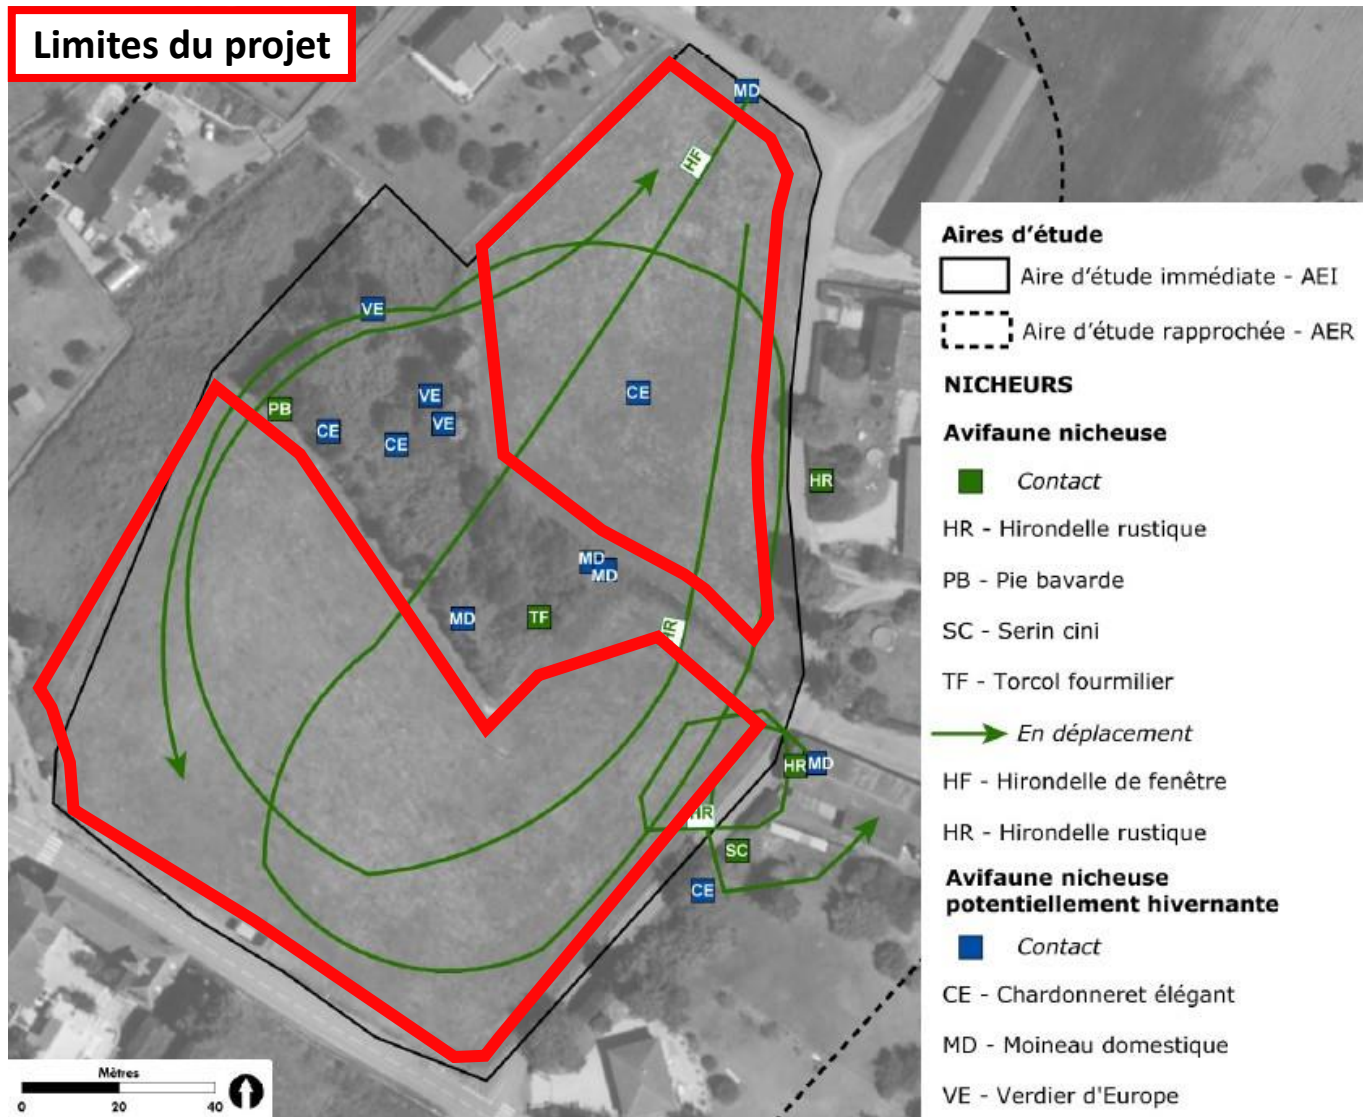 Limites du projet
MD
HF
VE
VE
CE
PB
VE
CE
CE
HR
MD
MD
MD
TF
HR
HR
MD
HR
SC
CE
Mètres
0 20 40
Aires d'étude
Aire d'étude immédiate - AEI
Aire d'étude rapprochée - AER
NICHEURS
Avifaune nicheuse
Contact
HR - Hirondelle rustique
PB - Pie bavarde
SC - Serin cini
TF - Torcol fourmilier
En déplacement
HF - Hirondelle de fenêtre
HR - Hirondelle rustique
Avifaune nicheuse
potentiellement hivernante
Contact
CE - Chardonneret élégant
MD - Moineau domestique
VE - Verdier d'Europe